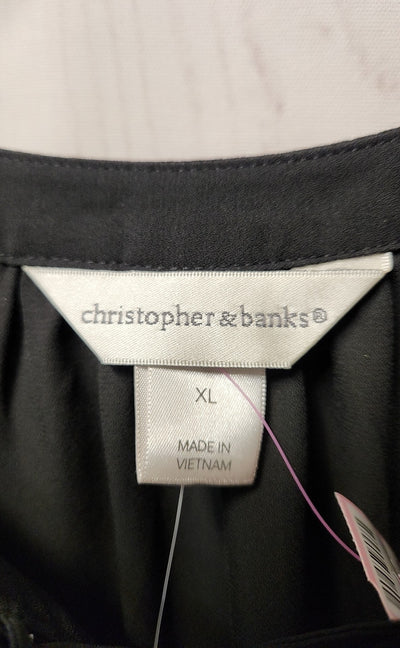 christopher & banks®
XL
MADE IN
VIETNAM